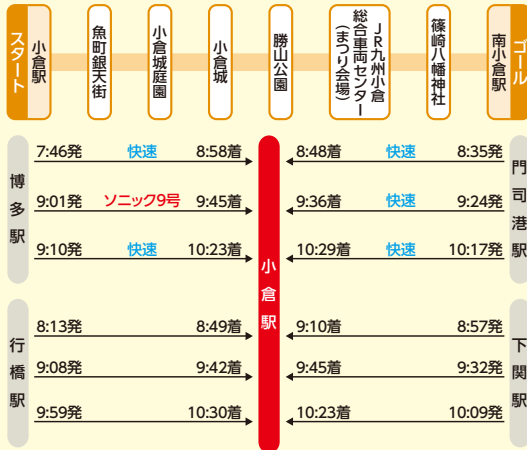 スタート
小倉駅
魚町銀天街
小倉城庭園
小倉城
勝山公園
JR九州小倉
総合車両センター
（まつり会場）
篠崎八幡神社
南小倉駅
ゴール
博多駅
7:46発 快速 8:58着
9:01発 ソニック9号 9:45着
9:10発 快速 10:23着
行橋駅
8:13発 8:49着
9:08発 9:42着
9:59発 10:30着
小倉駅
8:48着 快速 8:35発
9:36着 快速 9:24発
10:29着 快速 10:17発
門司港駅
9:10着 8:57発
9:45着 9:32発
10:23着 10:09発
下関駅